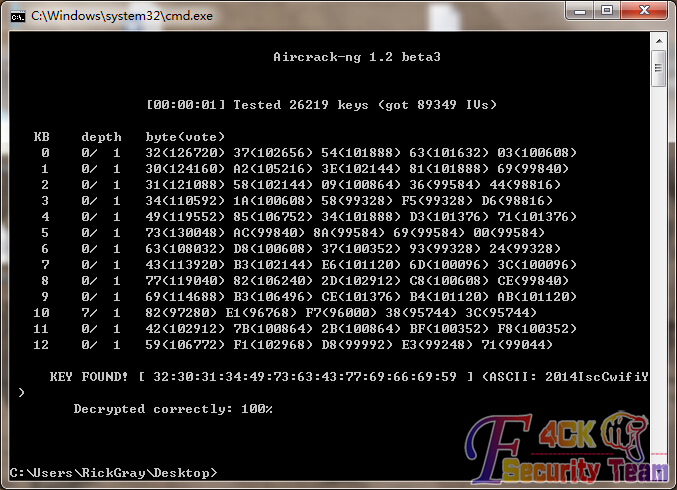 C:\Windows\system32\cmd.exe
Aircrack-ng 1.2 beta3
[00:00:01] Tested 26219 keys (got 89349 IVs)
KB depth byte(vote)
0 0/ 1 32(126720) 37(102656) 54(101888) 63(101632) 03(100608)
1 0/ 1 30(124160) A2(105216) 3E(102144) 81(101888) 69(99840)
2 0/ 1 31(121088) 58(102144) 09(100864) 36(99584) 44(98816)
3 0/ 1 34(110592) 1A(100608) 58(99328) F5(99328) D6(98816)
4 0/ 1 49(119552) 85(106752) 34(101888) D3(101376) 71(101376)
5 0/ 1 73(130048) AC(99840) 8A(99584) 69(99584) 00(99584)
6 0/ 1 63(108032) D8(100608) 37(100352) 93(99328) 24(99328)
7 0/ 1 43(113920) B3(102144) E6(101120) 6D(100096) 3C(100096)
8 0/ 1 77(119040) 82(106240) 2D(102912) C8(100608) CE(99840)
9 0/ 1 69(114688) B3(106496) CE(101376) B4(101120) AB(101120)
10 7/ 1 82(97280) E1(96768) F7(96000) 38(95744) 3C(95744)
11 0/ 1 42(102912) 7B(100864) 2B(100864) BF(100352) F8(100352)
12 0/ 1 59(106772) F1(102968) D8(99992) E3(99248) 71(99044)
KEY FOUND! [ 32:30:31:34:49:73:63:43:77:69:66:69:59 ] (ASCII: 2014IscCwifiY
)
Decrypted correctly: 100%
C:\Users\RickGray\Desktop>
F4CK
Security Team